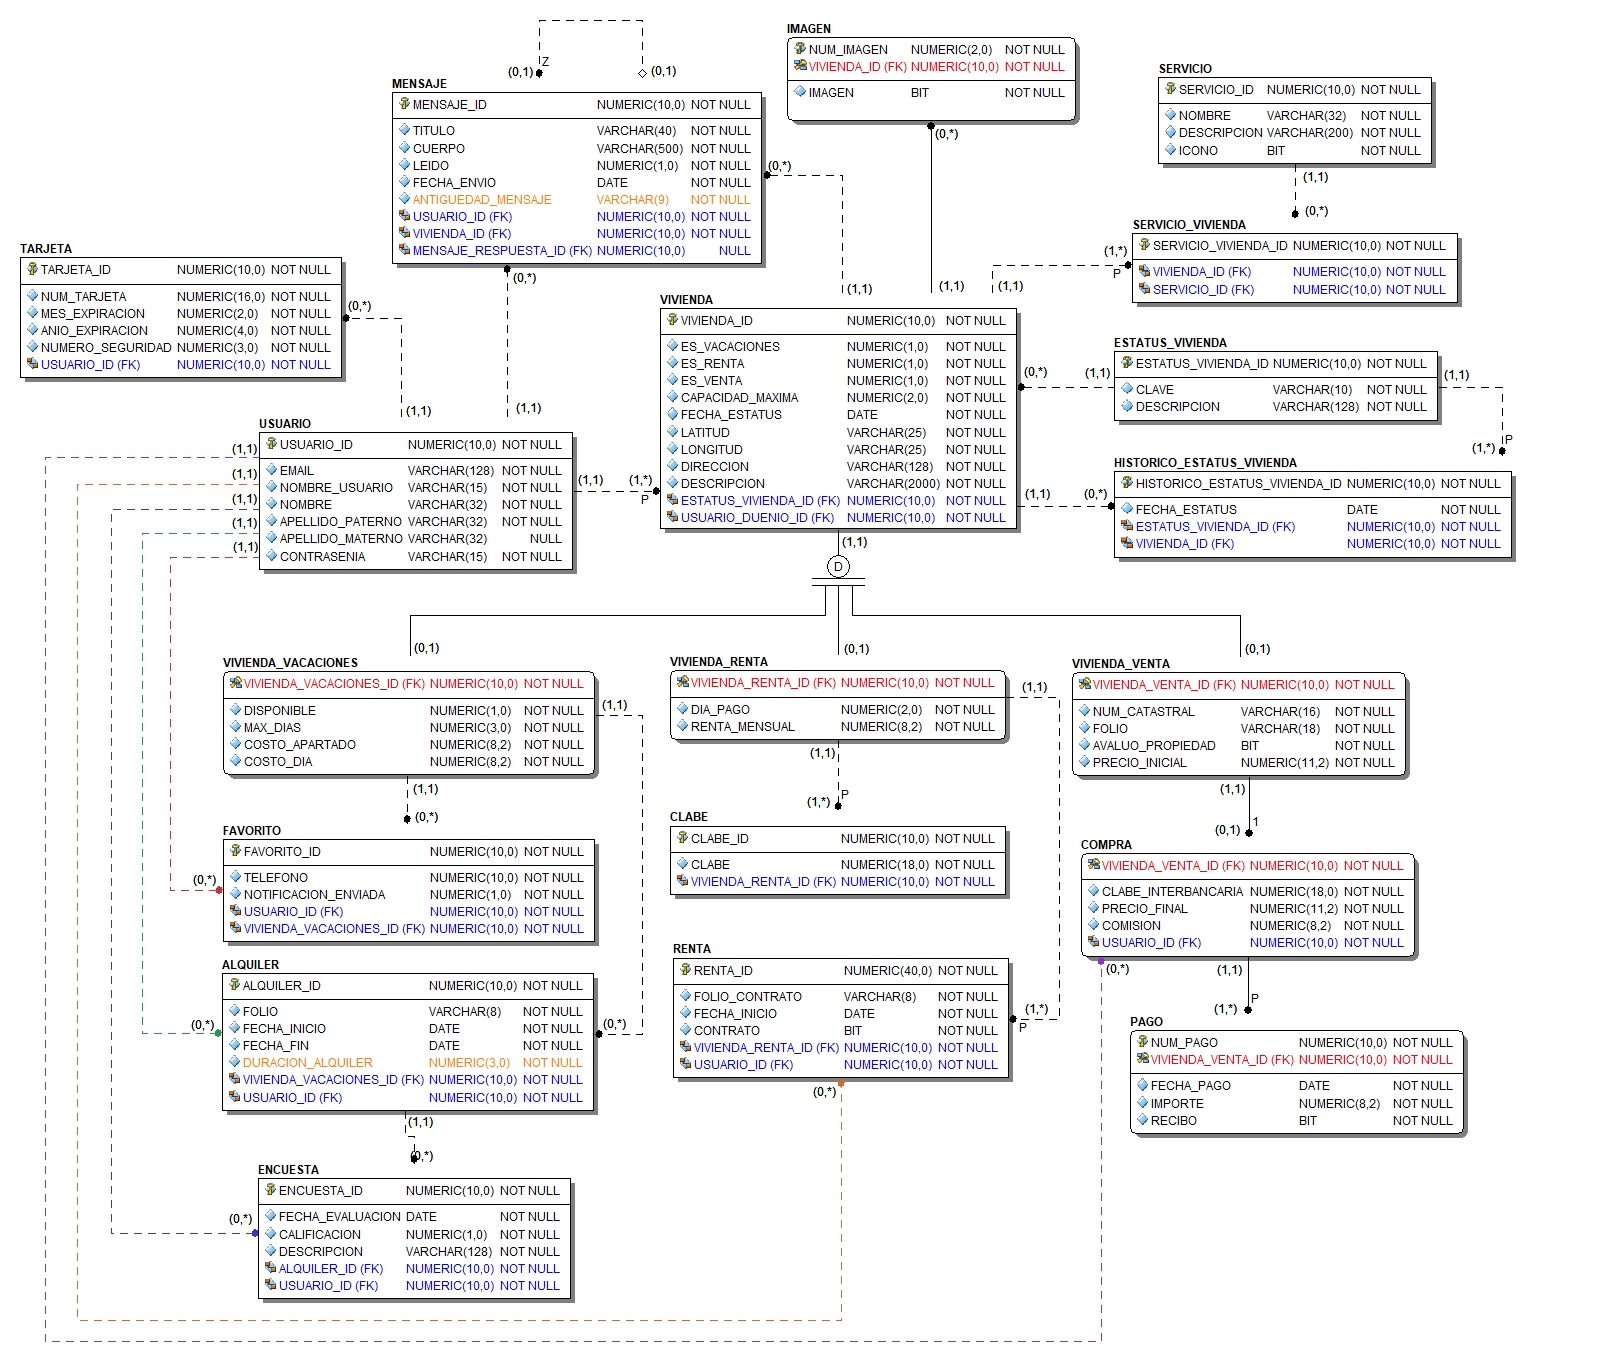 IMAGEN
NUM_IMAGEN NUMERIC(2,0) NOT NULL
VIVIENDA_ID (FK) NUMERIC(10,0) NOT NULL
IMAGEN BIT NOT NULL
(0,*)
(1,1)
Z
(0,1)
(0,1)
MENSAJE
MENSAJE_ID NUMERIC(10,0) NOT NULL
TITULO VARCHAR(40) NOT NULL
CUERPO VARCHAR(500) NOT NULL
LEIDO NUMERIC(1,0) NOT NULL
FECHA_ENVIO DATE NOT NULL
ANTIGUEDAD_MENSAJE VARCHAR(9) NOT NULL
USUARIO_ID (FK) NUMERIC(10,0) NOT NULL
VIVIENDA_ID (FK) NUMERIC(10,0) NOT NULL
MENSAJE_RESPUESTA_ID (FK) NUMERIC(10,0) NULL
(0,*)
(1,1)
(0,*)
(1,1)
SERVICIO
SERVICIO_ID NUMERIC(10,0) NOT NULL
NOMBRE VARCHAR(32) NOT NULL
DESCRIPCION VARCHAR(200) NOT NULL
ICONO BIT NOT NULL
(1,1)
(0,*)
SERVICIO_VIVIENDA
SERVICIO_VIVIENDA_ID NUMERIC(10,0) NOT NULL
VIVIENDA_ID (FK) NUMERIC(10,0) NOT NULL
SERVICIO_ID (FK) NUMERIC(10,0) NOT NULL
(1,*)
P
(1,1)
TARJETA
TARJETA_ID NUMERIC(10,0) NOT NULL
NUM_TARJETA NUMERIC(16,0) NOT NULL
MES_EXPIRACION NUMERIC(2,0) NOT NULL
ANIO_EXPIRACION NUMERIC(4,0) NOT NULL
NUMERO_SEGURIDAD NUMERIC(3,0) NOT NULL
USUARIO_ID (FK) NUMERIC(10,0) NOT NULL
(0,*)
(1,1)
VIVIENDA
VIVIENDA_ID NUMERIC(10,0) NOT NULL
ES_VACACIONES NUMERIC(1,0) NOT NULL
ES_RENTA NUMERIC(1,0) NOT NULL
ES_VENTA NUMERIC(1,0) NOT NULL
CAPACIDAD_MAXIMA NUMERIC(2,0) NOT NULL
FECHA_ESTATUS DATE NOT NULL
LATITUD VARCHAR(25) NOT NULL
LONGITUD VARCHAR(25) NOT NULL
DIRECCION VARCHAR(128) NOT NULL
DESCRIPCION VARCHAR(2000) NOT NULL
ESTATUS_VIVIENDA_ID (FK) NUMERIC(10,0) NOT NULL
USUARIO_DUENIO_ID (FK) NUMERIC(10,0) NOT NULL
(0,*)
(1,1)
(1,1)
(0,*)
(1,1)
D
ESTATUS_VIVIENDA
ESTATUS_VIVIENDA_ID NUMERIC(10,0) NOT NULL
CLAVE VARCHAR(10) NOT NULL
DESCRIPCION VARCHAR(128) NOT NULL
(1,1)
P
(1,*)
HISTORICO_ESTATUS_VIVIENDA
HISTORICO_ESTATUS_VIVIENDA_ID NUMERIC(10,0) NOT NULL
FECHA_ESTATUS DATE NOT NULL
ESTATUS_VIVIENDA_ID (FK) NUMERIC(10,0) NOT NULL
VIVIENDA_ID (FK) NUMERIC(10,0) NOT NULL
USUARIO
USUARIO_ID NUMERIC(10,0) NOT NULL
EMAIL VARCHAR(128) NOT NULL
NOMBRE_USUARIO VARCHAR(15) NOT NULL
NOMBRE VARCHAR(32) NOT NULL
APELLIDO_PATERNO VARCHAR(32) NOT NULL
APELLIDO_MATERNO VARCHAR(32) NULL
CONTRASENIA VARCHAR(15) NOT NULL
(1,1)
(1,1)
(1,1)
(1,1)
(1,1)
(1,1)
(1,*)
P
(0,1)
(0,1)
(0,1)
VIVIENDA_VACACIONES
VIVIENDA_VACACIONES_ID (FK) NUMERIC(10,0) NOT NULL
DISPONIBLE NUMERIC(1,0) NOT NULL
MAX_DIAS NUMERIC(3,0) NOT NULL
COSTO_APARTADO NUMERIC(8,2) NOT NULL
COSTO_DIA NUMERIC(8,2) NOT NULL
(1,1)
(1,1)
(0,*)
VIVIENDA_RENTA
VIVIENDA_RENTA_ID (FK) NUMERIC(10,0) NOT NULL
DIA_PAGO NUMERIC(2,0) NOT NULL
RENTA_MENSUAL NUMERIC(8,2) NOT NULL
(1,1)
(1,1)
(1,*)
P
VIVIENDA_VENTA
VIVIENDA_VENTA_ID (FK) NUMERIC(10,0) NOT NULL
NUM_CATASTRAL VARCHAR(16) NOT NULL
FOLIO VARCHAR(18) NOT NULL
AVALUO_PROPIEDAD BIT NOT NULL
PRECIO_INICIAL NUMERIC(11,2) NOT NULL
(1,1)
(0,1)
1
FAVORITO
FAVORITO_ID NUMERIC(10,0) NOT NULL
TELEFONO NUMERIC(10,0) NOT NULL
NOTIFICACION_ENVIADA NUMERIC(1,0) NOT NULL
USUARIO_ID (FK) NUMERIC(10,0) NOT NULL
VIVIENDA_VACACIONES_ID (FK) NUMERIC(10,0) NOT NULL
(0,*)
CLABE
CLABE_ID NUMERIC(10,0) NOT NULL
CLABE NUMERIC(18,0) NOT NULL
VIVIENDA_RENTA_ID (FK) NUMERIC(10,0) NOT NULL
COMPRA
VIVIENDA_VENTA_ID (FK) NUMERIC(10,0) NOT NULL
CLABE_INTERBANCARIA NUMERIC(18,0) NOT NULL
PRECIO_FINAL NUMERIC(11,2) NOT NULL
COMISION NUMERIC(8,2) NOT NULL
USUARIO_ID (FK) NUMERIC(10,0) NOT NULL
(0,*)
(1,1)
P
(1,*)
ALQUILER
ALQUILER_ID NUMERIC(10,0) NOT NULL
FOLIO VARCHAR(8) NOT NULL
FECHA_INICIO DATE NOT NULL
FECHA_FIN DATE NOT NULL
DURACION_ALQUILER NUMERIC(3,0) NOT NULL
VIVIENDA_VACACIONES_ID (FK) NUMERIC(10,0) NOT NULL
USUARIO_ID (FK) NUMERIC(10,0) NOT NULL
(0,*)
(0,*)
(1,1)
(0,*)
RENTA
RENTA_ID NUMERIC(40,0) NOT NULL
FOLIO_CONTRATO VARCHAR(8) NOT NULL
FECHA_INICIO DATE NOT NULL
CONTRATO BIT NOT NULL
VIVIENDA_RENTA_ID (FK) NUMERIC(10,0) NOT NULL
USUARIO_ID (FK) NUMERIC(10,0) NOT NULL
(1,*)
P
(0,*)
PAGO
NUM_PAGO NUMERIC(10,0) NOT NULL
VIVIENDA_VENTA_ID (FK) NUMERIC(10,0) NOT NULL
FECHA_PAGO DATE NOT NULL
IMPORTE NUMERIC(8,2) NOT NULL
RECIBO BIT NOT NULL
ENCUESTA
ENCUESTA_ID NUMERIC(10,0) NOT NULL
FECHA_EVALUACION DATE NOT NULL
CALIFICACION NUMERIC(1,0) NOT NULL
DESCRIPCION VARCHAR(128) NOT NULL
ALQUILER_ID (FK) NUMERIC(10,0) NOT NULL
USUARIO_ID (FK) NUMERIC(10,0) NOT NULL
(0,*)